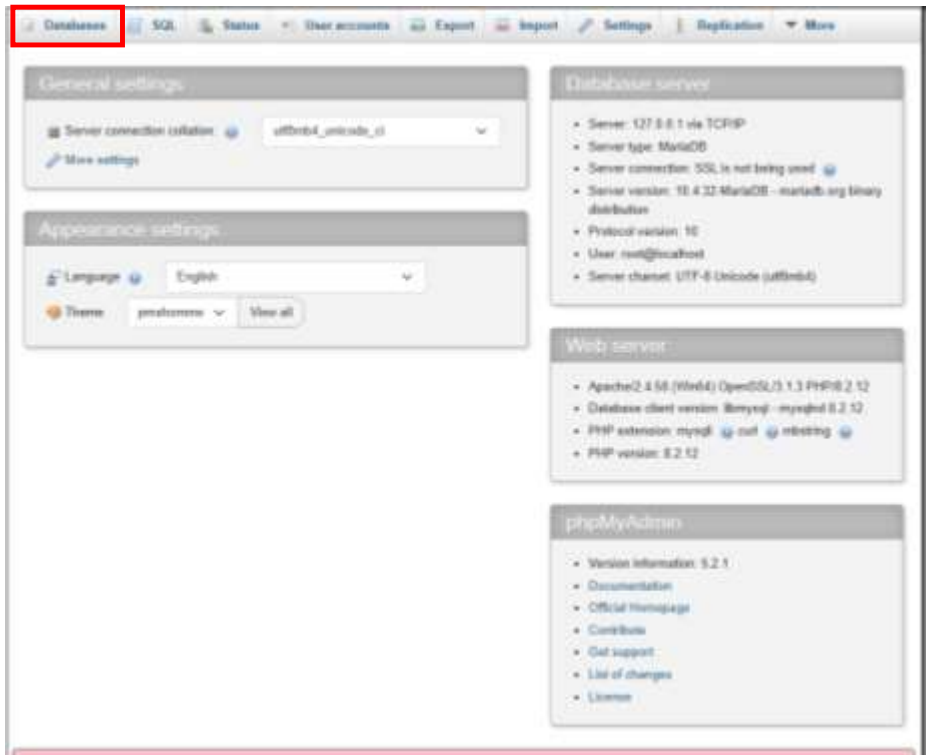 Databases SQL Status User accounts Export Import Settings Replication More
General settings
Server connection collation: utf8mb4_unicode_ci
More settings
Appearance settings
Language English
Theme pmahomme View all
Database server
Server: 127.0.0.1 via TCP/IP
Server type: MariaDB
Server connection: SSL is not being used
Server version: 10.4.32-MariaDB - mariadb.org binary
distribution
Protocol version: 10
User: root@localhost
Server charset: UTF-8 Unicode (utf8mb4)
Web server
Apache/2.4.58 (Win64) OpenSSL/3.1.3 PHP/8.2.12
Database client version: libmysql - mysqlnd 8.2.12
PHP extension: mysqli curl mbstring
PHP version: 8.2.12
phpMyAdmin
Version information: 5.2.1
Documentation
Official Homepage
Contribute
Get support
List of changes
License